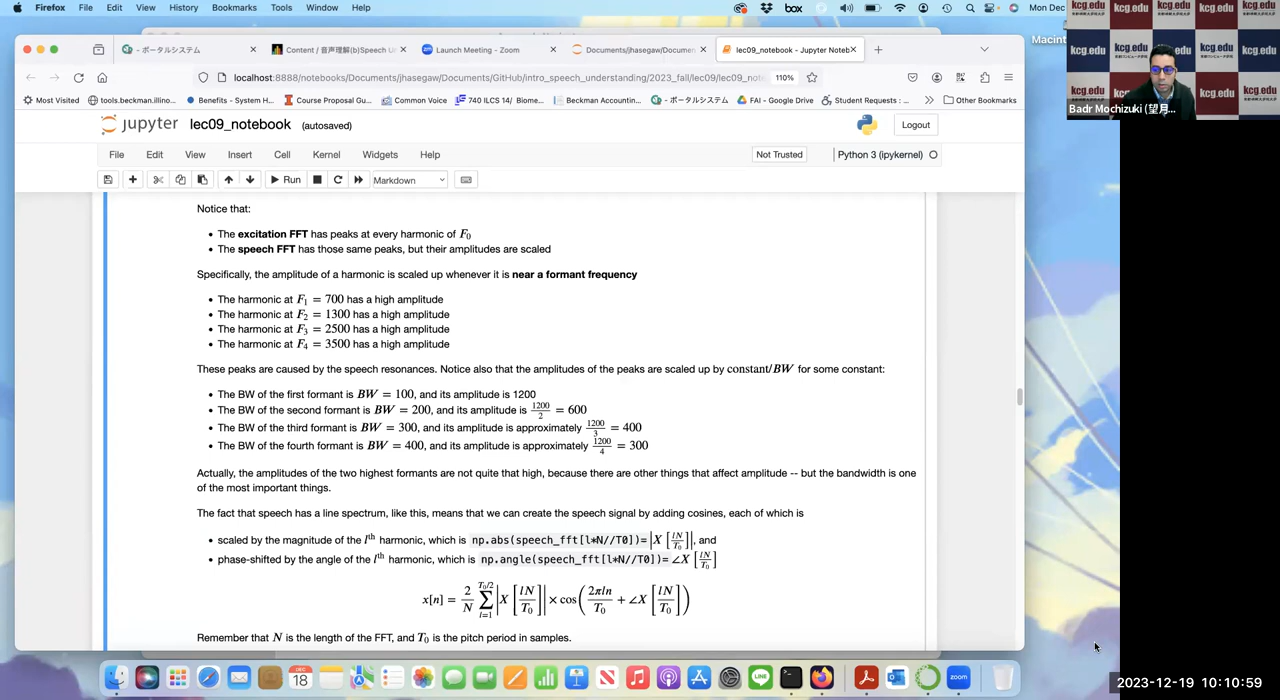 Firefox File Edit View History Bookmarks Tools Window Help box Mon Dec
- ポータルシステム Content / 音声理解のSpeech U Launch Meeting - Zoom Documents/jhasegaw/Documen lec09_notebook - Jupyter Noteb
localhost:8888/notebooks/Documents/jhasegaw/Documents/GitHub/intro_speech_understanding/2023_fall/lec09/lec09_note 110%
Most Visited tools.beckman.illino... Benefits - System H... Course Proposal Gu... Common Voice 740 ILCS 14/ Biome... Beckman Accountin... - ポータルシステム FAI - Google Drive Student Requests : ... Other Bookmarks
jupyter lec09_notebook (autosaved) Logout
File Edit View Insert Cell Kernel Widgets Help Not Trusted Python 3 (ipykernel)
Run Markdown
Notice that:
• The excitation FFT has peaks at every harmonic of F₀
• The speech FFT has those same peaks, but their amplitudes are scaled
Specifically, the amplitude of a harmonic is scaled up whenever it is near a formant frequency
• The harmonic at F₁ = 700 has a high amplitude
• The harmonic at F₂ = 1300 has a high amplitude
• The harmonic at F₃ = 2500 has a high amplitude
• The harmonic at F₄ = 3500 has a high amplitude
These peaks are caused by the speech resonances. Notice also that the amplitudes of the peaks are scaled up by constant/BW for some constant:
• The BW of the first formant is BW = 100, and its amplitude is 1200
• The BW of the second formant is BW = 200, and its amplitude is 1200/2 = 600
• The BW of the third formant is BW = 300, and its amplitude is approximately 1200/3 = 400
• The BW of the fourth formant is BW = 400, and its amplitude is approximately 1200/4 = 300
Actually, the amplitudes of the two highest formants are not quite that high, because there are other things that affect amplitude -- but the bandwidth is one
of the most important things.
The fact that speech has a line spectrum, like this, means that we can create the speech signal by adding cosines, each of which is
• scaled by the magnitude of the lth harmonic, which is np.abs(speech_fft[l*N//T0])= |X[lN/T₀]|, and
• phase-shifted by the angle of the lth harmonic, which is np.angle(speech_fft[l*N//T0])= ∠X[lN/T₀]
x[n] = 2/N ∑_{l=1}^{T₀/2} |X[lN/T₀]| × cos(2πln/T₀ + ∠X[lN/T₀])
Remember that N is the length of the FFT, and T₀ is the pitch period in samples.
Macint
kcg.edu kcg.edu kcg.edu
Badr Mochizuki (望月...
DEC
18
zoom
2023-12-19 10:10:59